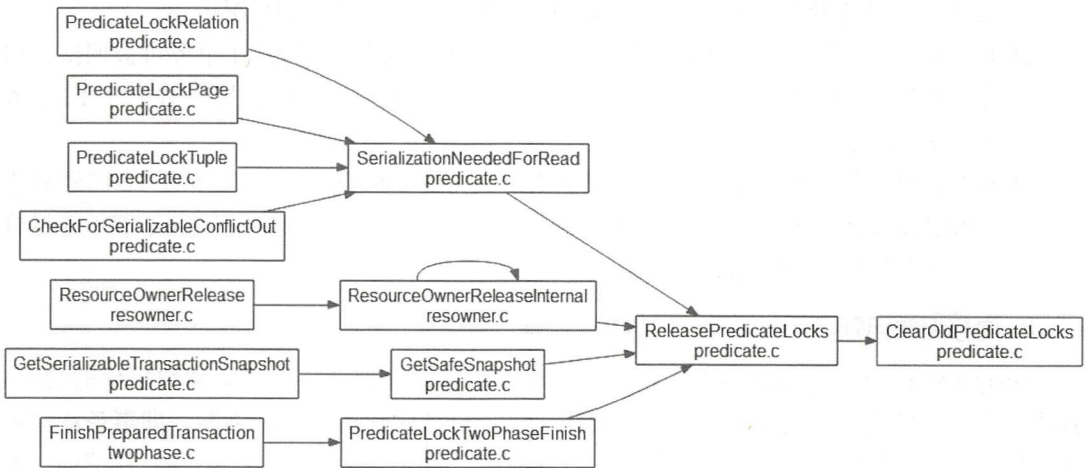 PredicateLockRelation
predicate.c
PredicateLockPage
predicate.c
PredicateLockTuple
predicate.c
SerializationNeededForRead
predicate.c
CheckForSerializableConflictOut
predicate.c
ResourceOwnerRelease
resowner.c
ResourceOwnerReleaseInternal
resowner.c
ReleasePredicateLocks
predicate.c
ClearOldPredicateLocks
predicate.c
GetSerializableTransactionSnapshot
predicate.c
GetSafeSnapshot
predicate.c
FinishPreparedTransaction
twophase.c
PredicateLockTwoPhaseFinish
predicate.c